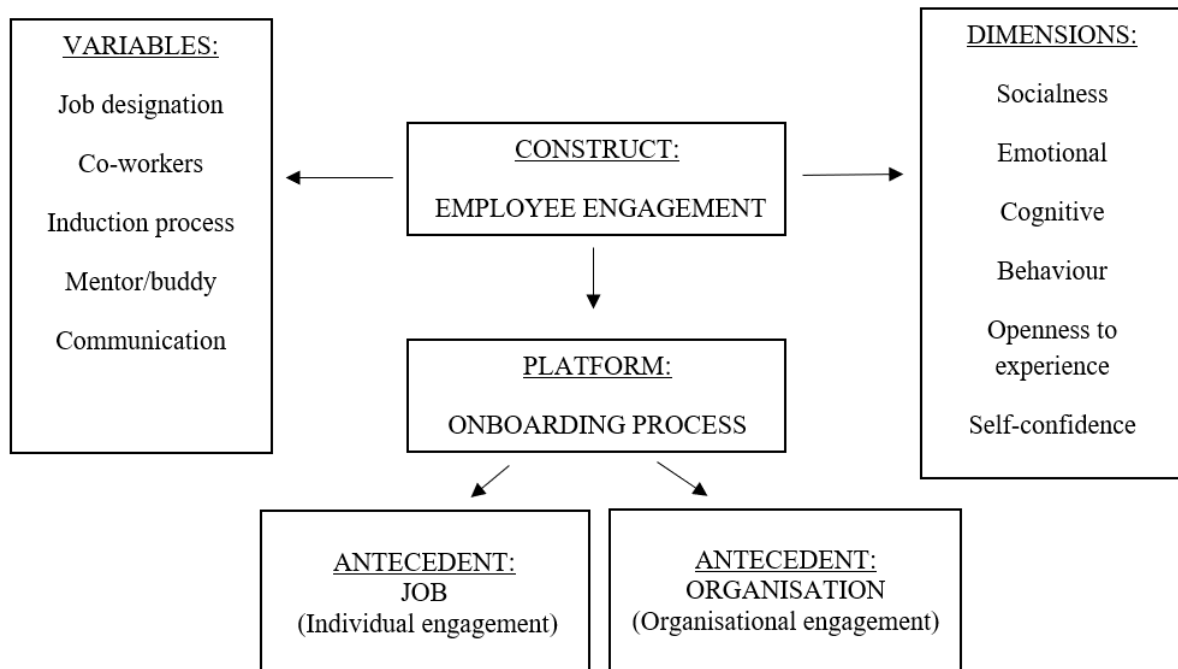 VARIABLES:
Job designation
Co-workers
Induction process
Mentor/buddy
Communication
CONSTRUCT:
EMPLOYEE ENGAGEMENT
PLATFORM:
ONBOARDING PROCESS
DIMENSIONS:
Socialness
Emotional
Cognitive
Behaviour
Openness to
experience
Self-confidence
ANTECEDENT:
JOB
(Individual engagement)
ANTECEDENT:
ORGANISATION
(Organisational engagement)